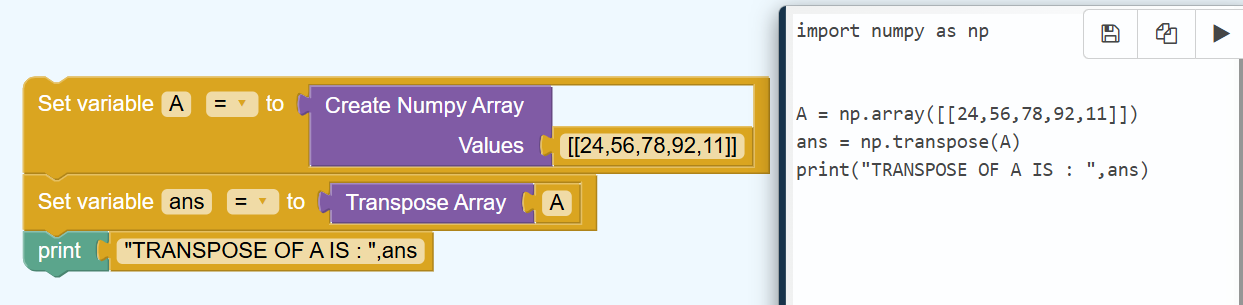 Set variable A = to Create Numpy Array
Values [[24,56,78,92,11]]
Set variable ans = to Transpose Array A
print "TRANSPOSE OF A IS : ",ans
import numpy as np
A = np.array([[24,56,78,92,11]])
ans = np.transpose(A)
print("TRANSPOSE OF A IS : ",ans)